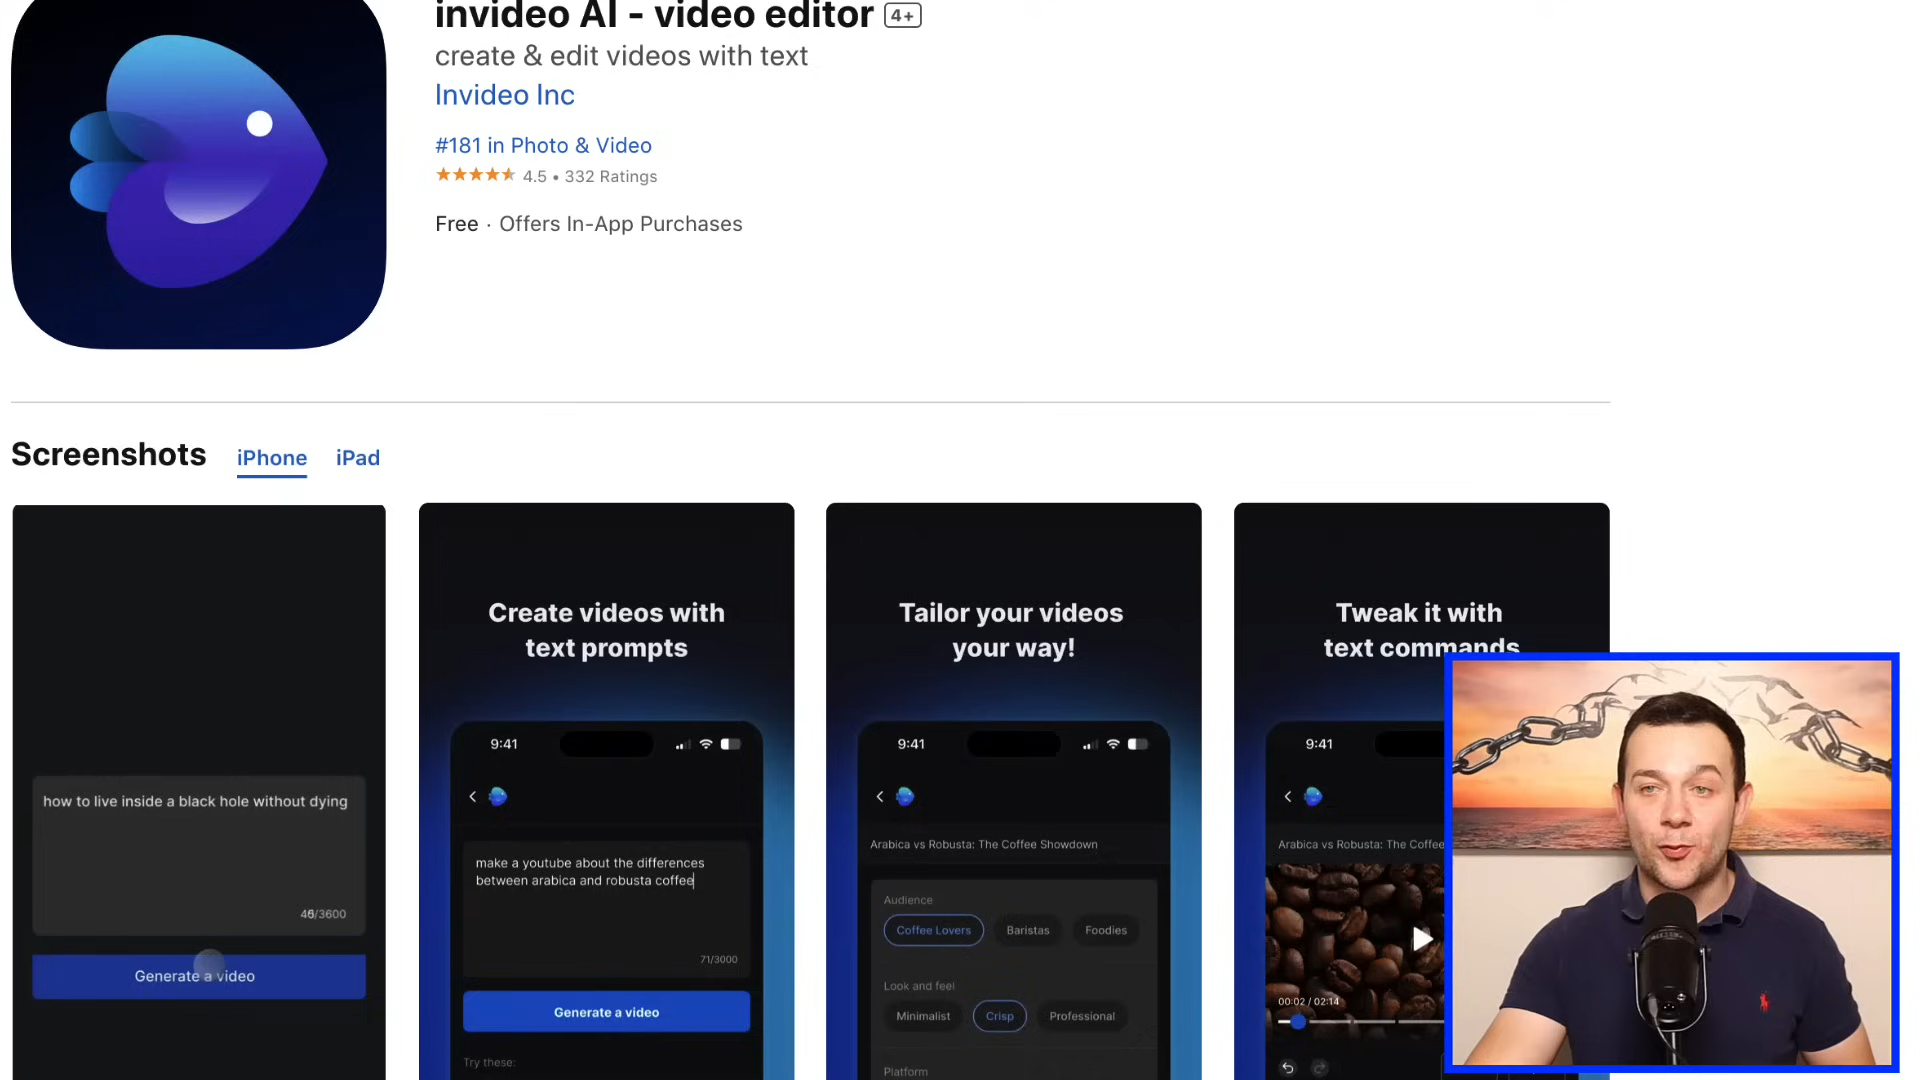 invideo AI - video editor 4+
create & edit videos with text
Invideo Inc
#181 in Photo & Video
4.5 • 332 Ratings
Free · Offers In-App Purchases
Screenshots iPhone iPad
how to live inside a black hole without dying
/3600
Generate a video
Create videos with
text prompts
9:41
make a youtube about the differences
between arabica and robusta coffee
71/3000
Generate a video
Try these:
Tailor your videos
your way!
9:41
Arabica vs Robusta: The Coffee Showdown
Audience
Coffee Lovers Baristas Foodies
Look and feel
Minimalist Crisp Professional
Platform
Tweak it with
text commands
9:41
Arabica vs Robusta: The Coffee
00:02 / 02:14